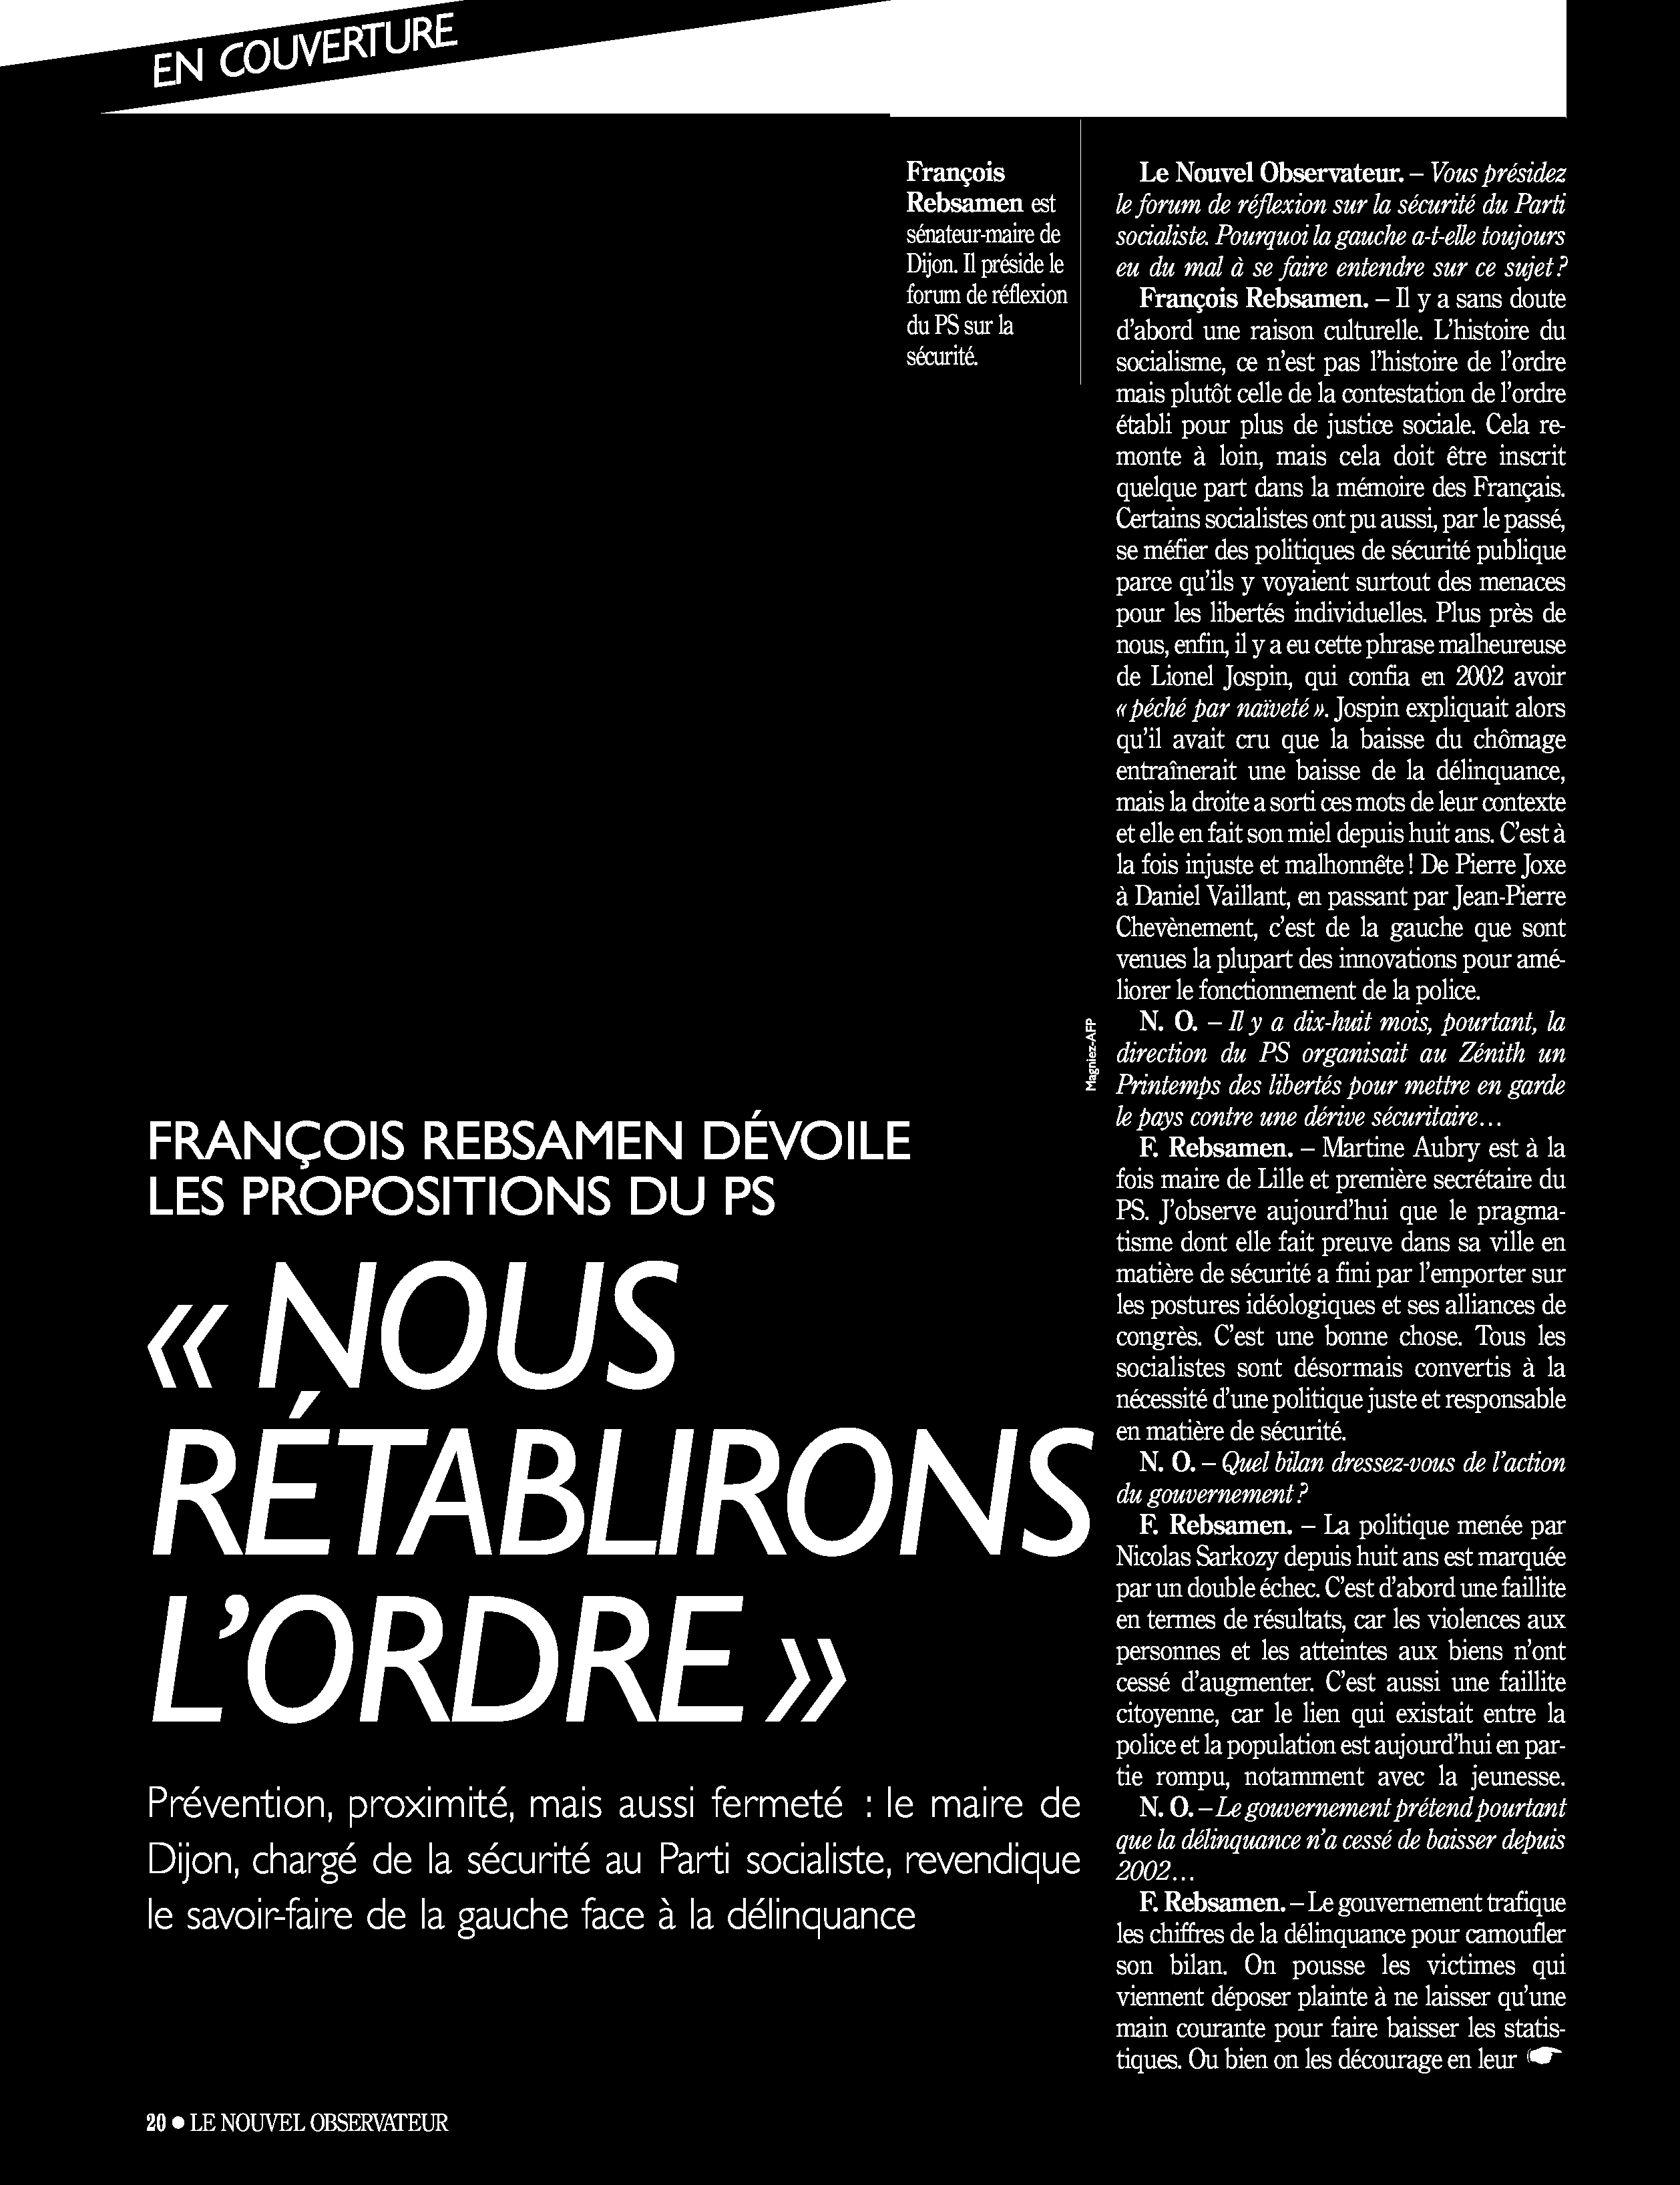 EN COUVERTURE
François
Rebsamen est
sénateur-maire de
Dijon. Il préside le
forum de réflexion
du PS sur la
sécurité.
Magniez-AFP
FRANÇOIS REBSAMEN DÉVOILE
LES PROPOSITIONS DU PS
« NOUS
RÉTABLIRONS
L’ORDRE »
Prévention, proximité, mais aussi fermeté : le maire de
Dijon, chargé de la sécurité au Parti socialiste, revendique
le savoir-faire de la gauche face à la délinquance
Le Nouvel Observateur. – Vous présidez
le forum de réflexion sur la sécurité du Parti
socialiste. Pourquoi la gauche a-t-elle toujours
eu du mal à se faire entendre sur ce sujet ?
François Rebsamen. – Il y a sans doute
d’abord une raison culturelle. L’histoire du
socialisme, ce n’est pas l’histoire de l’ordre
mais plutôt celle de la contestation de l’ordre
établi pour plus de justice sociale. Cela re-
monte à loin, mais cela doit être inscrit
quelque part dans la mémoire des Français.
Certains socialistes ont pu aussi, par le passé,
se méfier des politiques de sécurité publique
parce qu’ils y voyaient surtout des menaces
pour les libertés individuelles. Plus près de
nous, enfin, il y a eu cette phrase malheureuse
de Lionel Jospin, qui confia en 2002 avoir
« péché par naïveté ». Jospin expliquait alors
qu’il avait cru que la baisse du chômage
entraînerait une baisse de la délinquance,
mais la droite a sorti ces mots de leur contexte
et elle en fait son miel depuis huit ans. C’est à
la fois injuste et malhonnête ! De Pierre Joxe
à Daniel Vaillant, en passant par Jean-Pierre
Chevènement, c’est de la gauche que sont
venues la plupart des innovations pour amé-
liorer le fonctionnement de la police.
N. O. – Il y a dix-huit mois, pourtant, la
direction du PS organisait au Zénith un
Printemps des libertés pour mettre en garde
le pays contre une dérive sécuritaire…
F. Rebsamen. – Martine Aubry est à la
fois maire de Lille et première secrétaire du
PS. J’observe aujourd’hui que le pragma-
tisme dont elle fait preuve dans sa ville en
matière de sécurité a fini par l’emporter sur
les postures idéologiques et ses alliances de
congrès. C’est une bonne chose. Tous les
socialistes sont désormais convertis à la
nécessité d’une politique juste et responsable
en matière de sécurité.
N. O. – Quel bilan dressez-vous de l’action
du gouvernement ?
F. Rebsamen. – La politique menée par
Nicolas Sarkozy depuis huit ans est marquée
par un double échec. C’est d’abord une faillite
en termes de résultats, car les violences aux
personnes et les atteintes aux biens n’ont
cessé d’augmenter. C’est aussi une faillite
citoyenne, car le lien qui existait entre la
police et la population est aujourd’hui en par-
tie rompu, notamment avec la jeunesse.
N. O. – Le gouvernement prétend pourtant
que la délinquance n’a cessé de baisser depuis
2002…
F. Rebsamen. – Le gouvernement trafique
les chiffres de la délinquance pour camoufler
son bilan. On pousse les victimes qui
viennent déposer plainte à ne laisser qu’une
main courante pour faire baisser les statis-
tiques. Ou bien on les décourage en leur ☛
20 ● LE NOUVEL OBSERVATEUR